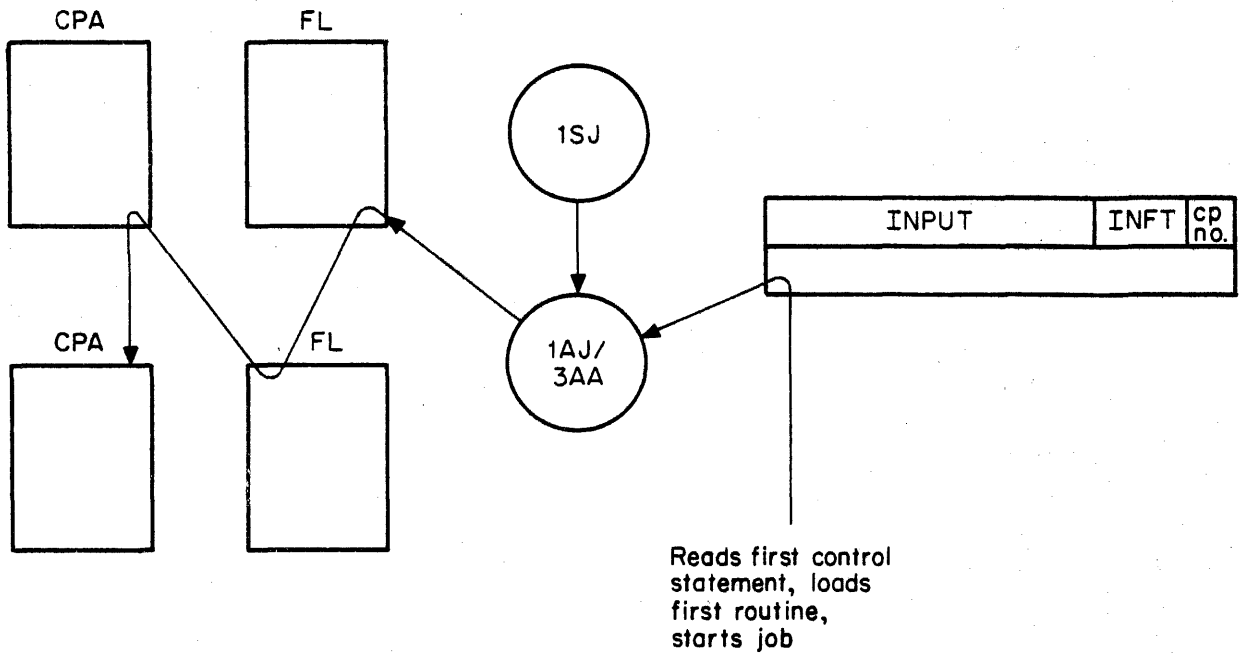 CPA
FL
1SJ
INPUT
INFT
cp
no.
CPA
FL
1AJ/
3AA
Reads first control
statement, loads
first routine,
starts job